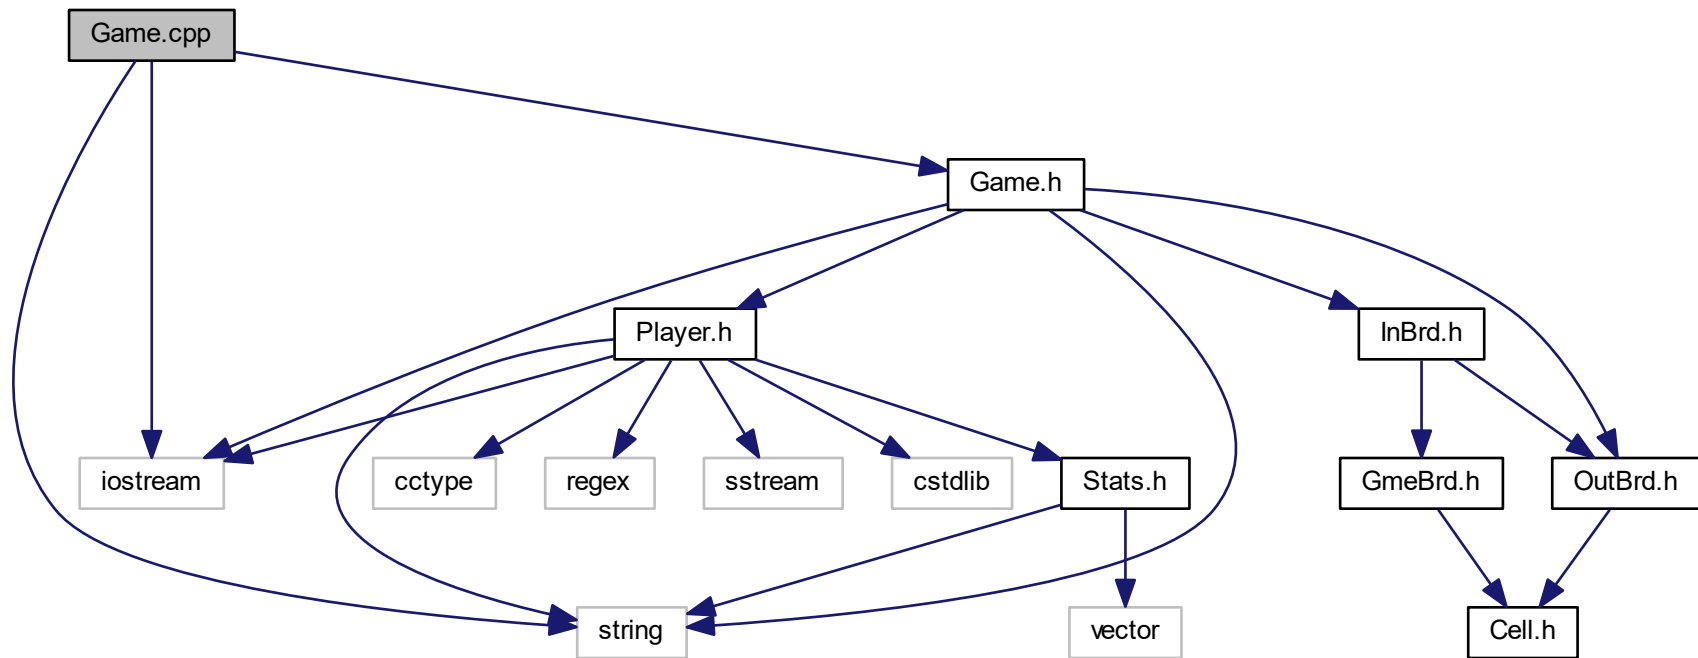 Game.cpp
Game.h
Player.h
InBrd.h
iostream
cctype
regex
sstream
cstdlib
Stats.h
GmeBrd.h
OutBrd.h
string
vector
Cell.h